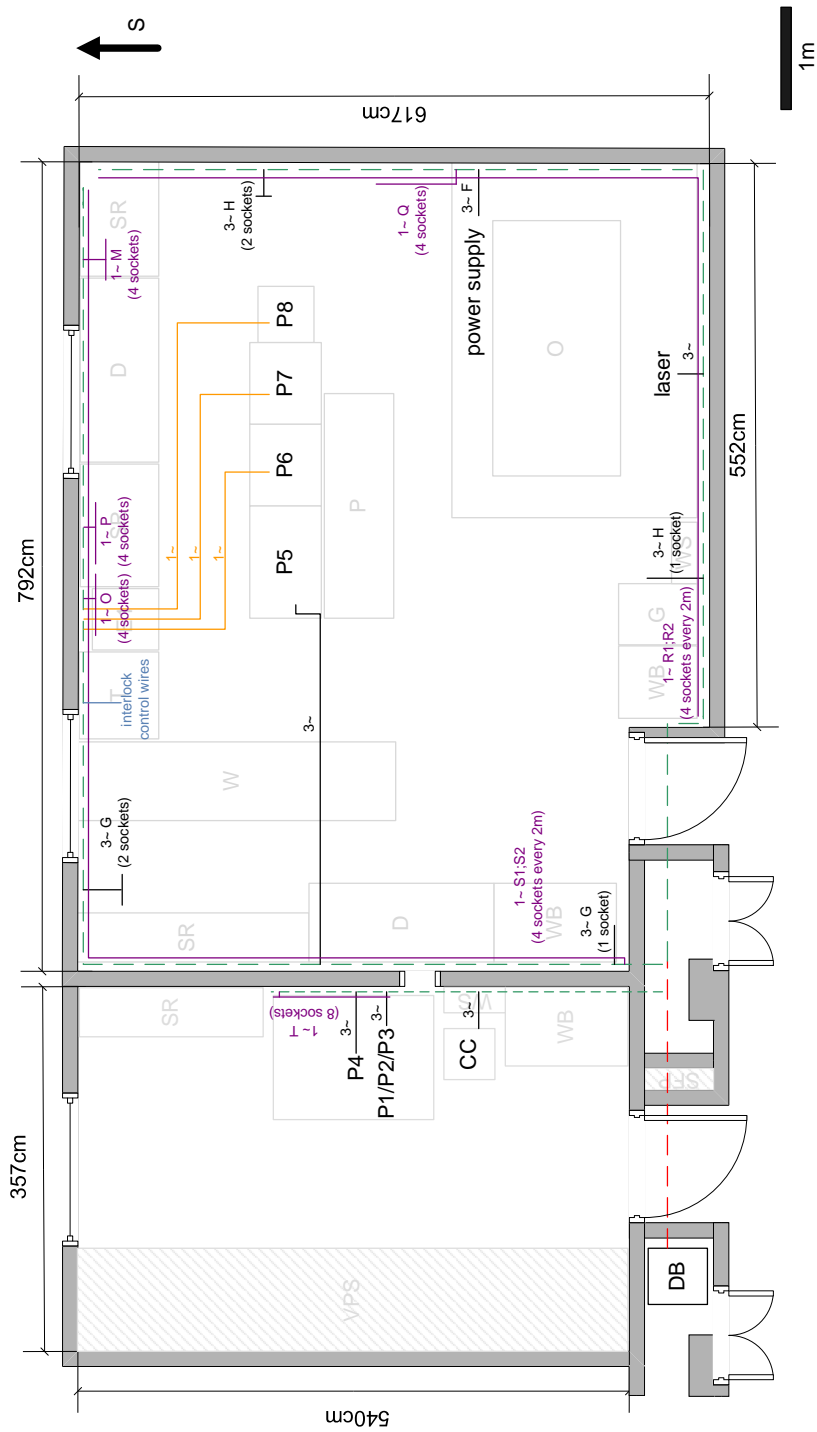 S
1m
617cm
792cm
552cm
357cm
540cm
SR
1~ M
(4 sockets)
3~ H
(2 sockets)
1~ Q
(4 sockets)
3~ F
power supply
O
laser
3~
D
P8
P7
P6
P5
P
1~
1~
1~
1~ P
(4 sockets)
SR
1~ O
(4 sockets)
T
interlock
control wires
3~ H
(1 socket)
WS
G
WB
1~ R1;R2
(4 sockets every 2m)
W
3~
3~ G
(2 sockets)
SR
D
WB
1~ S1;S2
(4 sockets every 2m)
3~ G
(1 socket)
SR
1~ T
(8 sockets)
3~
P4
3~
P1/P2/P3
3~
CC
WS
WB
SFP
VPS
DB